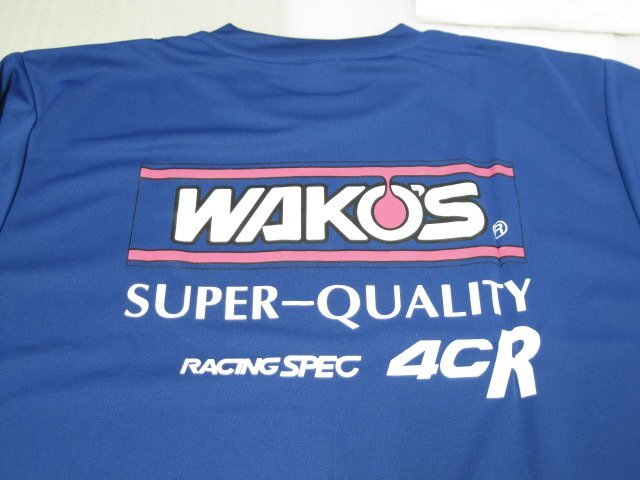 WAKO'S ®
SUPER-QUALITY
RACING SPEC 4CR